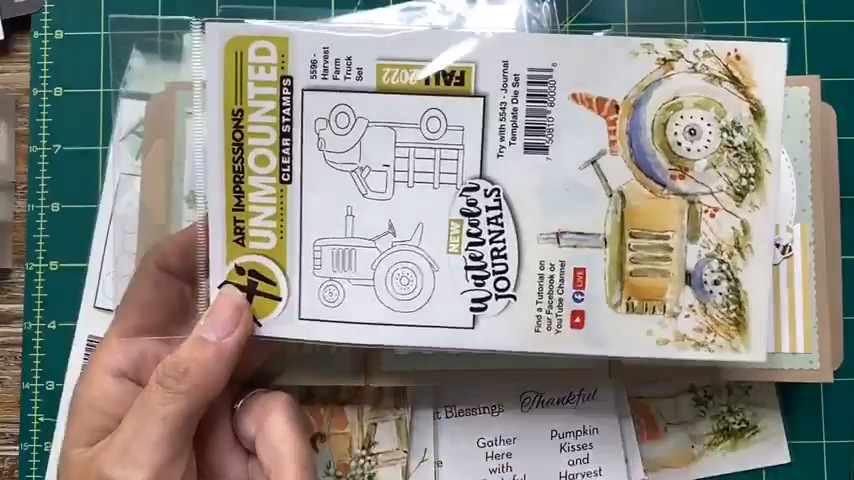 ART IMPRESSIONS
UNMOUNTED
CLEAR STAMPS
Ai
5596 -
Harvest
Farm
Truck
Set
FALL 2022
Try with 5543 - Journal
Template Die Set
NEW
Watercolor
JOURNALS
Find a Tutorial on
our Facebook or
YouTube Channel
LIVE
t Blessings
Thankful
Gather
Here
with
Pumpkin
Kisses
and
Harvest